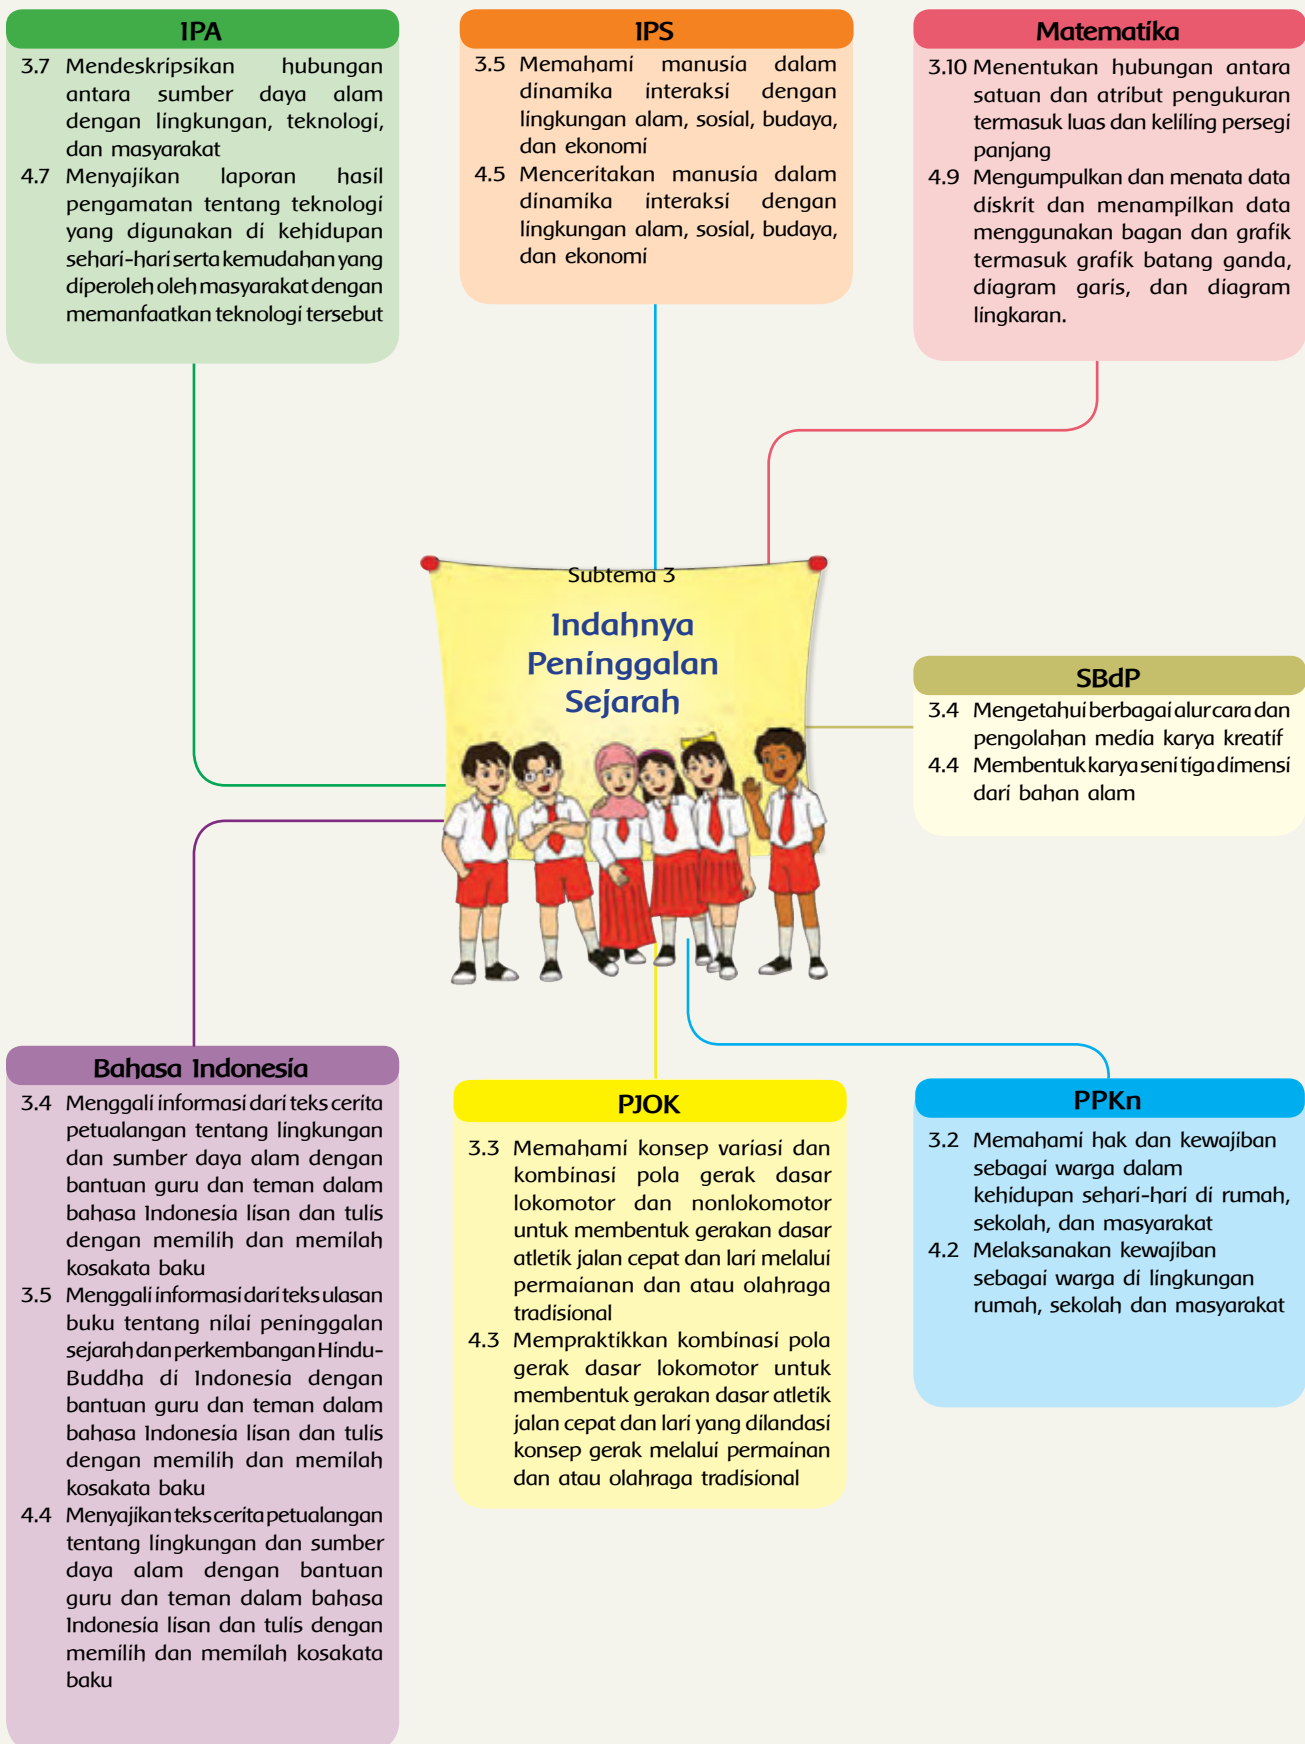 IPA
3.7 Mendeskripsikan hubungan
antara sumber daya alam
dengan lingkungan, teknologi,
dan masyarakat
4.7 Menyajikan laporan hasil
pengamatan tentang teknologi
yang digunakan di kehidupan
sehari-hari serta kemudahan yang
diperoleh oleh masyarakat dengan
memanfaatkan teknologi tersebut
IPS
3.5 Memahami manusia dalam
dinamika interaksi dengan
lingkungan alam, sosial, budaya,
dan ekonomi
4.5 Menceritakan manusia dalam
dinamika interaksi dengan
lingkungan alam, sosial, budaya,
dan ekonomi
Matematika
3.10 Menentukan hubungan antara
satuan dan atribut pengukuran
termasuk luas dan keliling persegi
panjang
4.9 Mengumpulkan dan menata data
diskrit dan menampilkan data
menggunakan bagan dan grafik
termasuk grafik batang ganda,
diagram garis, dan diagram
lingkaran.
Subtema 3
Indahnya
Peninggalan
Sejarah
SBdP
3.4 Mengetahui berbagai alur cara dan
pengolahan media karya kreatif
4.4 Membentuk karya seni tiga dimensi
dari bahan alam
Bahasa Indonesia
3.4 Menggali informasi dari teks cerita
petualangan tentang lingkungan
dan sumber daya alam dengan
bantuan guru dan teman dalam
bahasa Indonesia lisan dan tulis
dengan memilih dan memilah
kosakata baku
3.5 Menggali informasi dari teks ulasan
buku tentang nilai peninggalan
sejarah dan perkembangan Hindu-
Buddha di Indonesia dengan
bantuan guru dan teman dalam
bahasa Indonesia lisan dan tulis
dengan memilih dan memilah
kosakata baku
4.4 Menyajikan teks cerita petualangan
tentang lingkungan dan sumber
daya alam dengan bantuan
guru dan teman dalam bahasa
Indonesia lisan dan tulis dengan
memilih dan memilah kosakata
baku
PJOK
3.3 Memahami konsep variasi dan
kombinasi pola gerak dasar
lokomotor dan nonlokomotor
untuk membentuk gerakan dasar
atletik jalan cepat dan lari melalui
permaianan dan atau olahraga
tradisional
4.3 Mempraktikkan kombinasi pola
gerak dasar lokomotor untuk
membentuk gerakan dasar atletik
jalan cepat dan lari yang dilandasi
konsep gerak melalui permainan
dan atau olahraga tradisional
PPKn
3.2 Memahami hak dan kewajiban
sebagai warga dalam
kehidupan sehari-hari di rumah,
sekolah, dan masyarakat
4.2 Melaksanakan kewajiban
sebagai warga di lingkungan
rumah, sekolah dan masyarakat